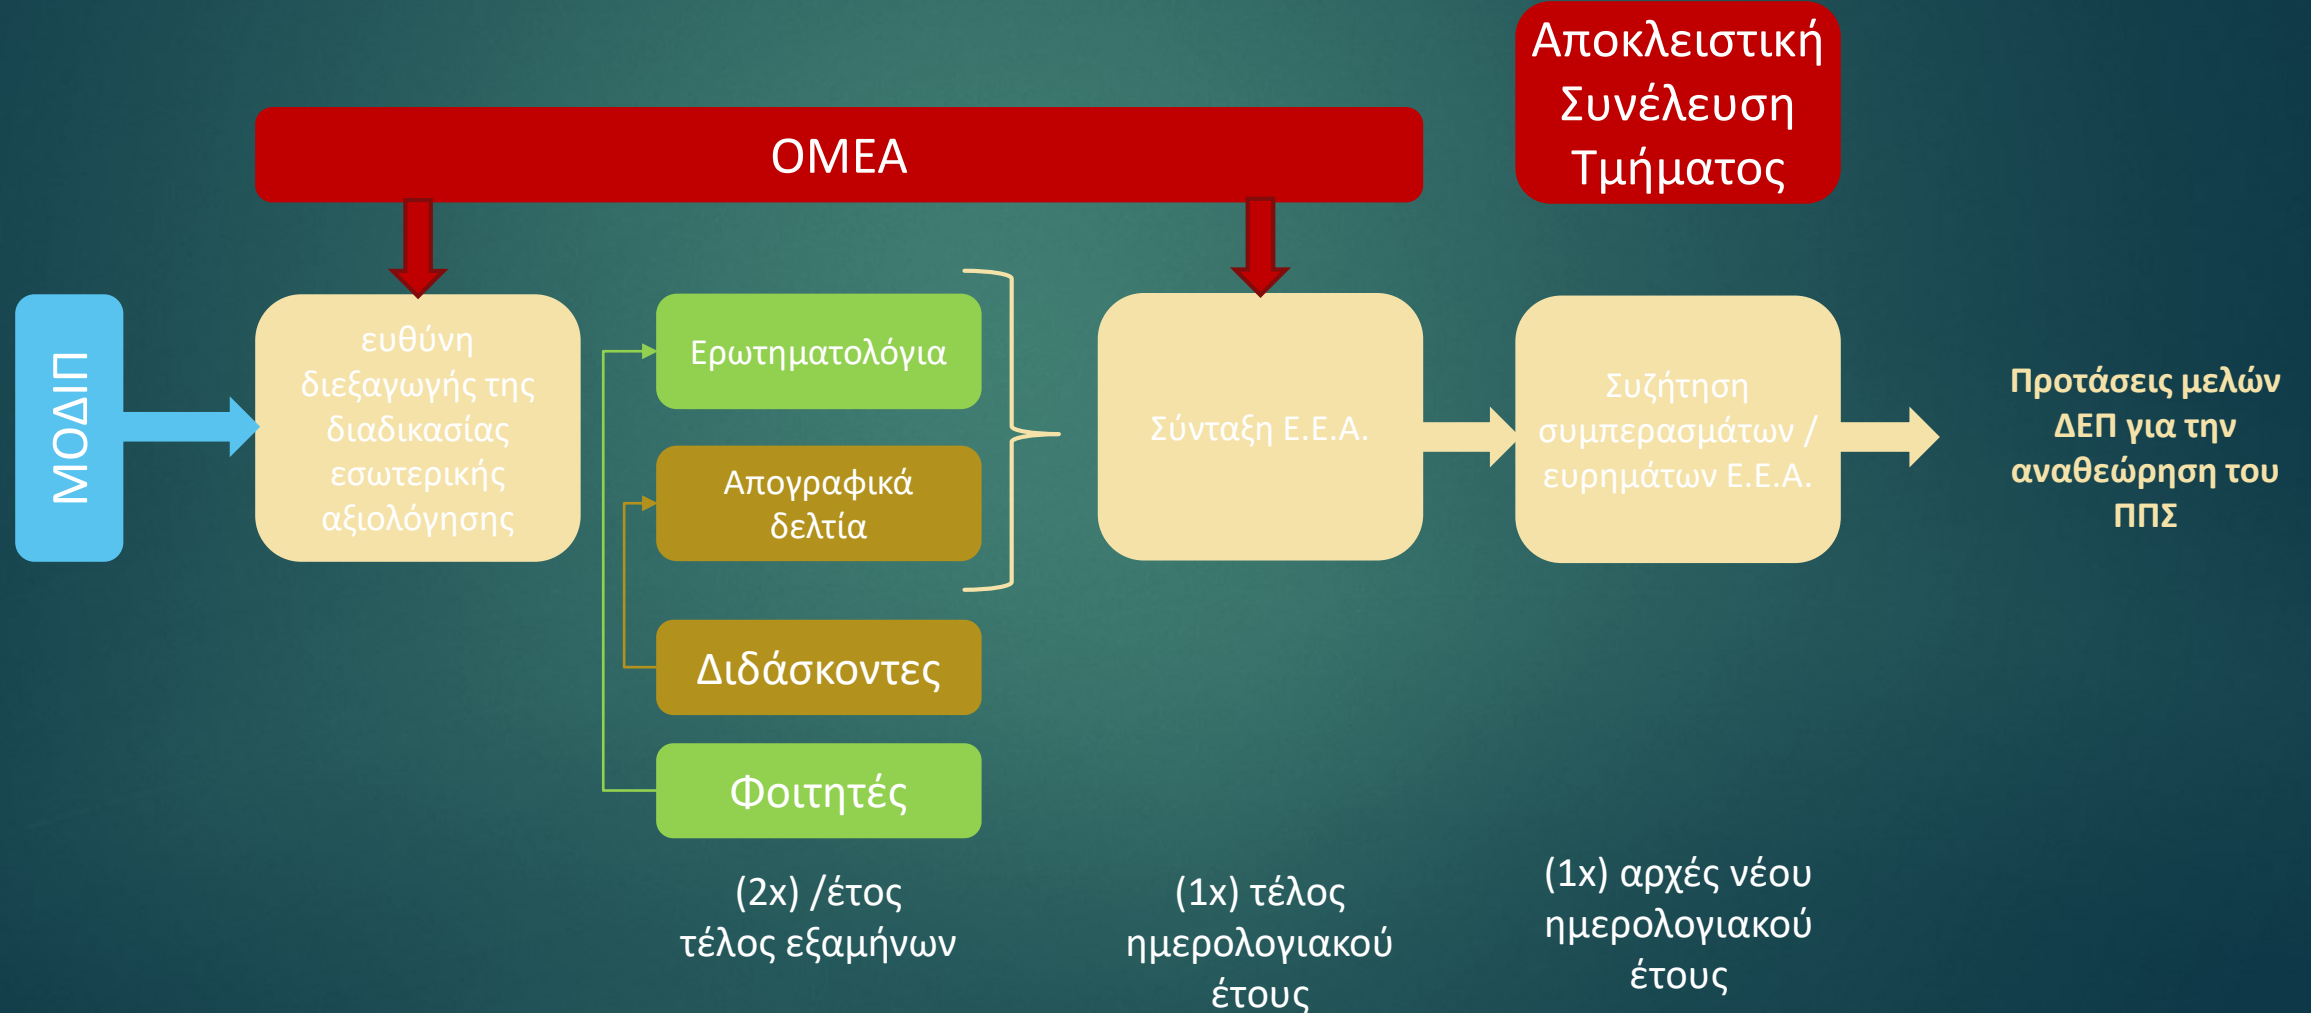 Αποκλειστική
Συνέλευση
Τμήματος
ΟΜΕΑ
ΜΟΔΙΠ
ευθύνη
διεξαγωγής της
διαδικασίας
εσωτερικής
αξιολόγησης
Ερωτηματολόγια
Απογραφικά
δελτία
Διδάσκοντες
Φοιτητές
(2x) /έτος
τέλος εξαμήνων
Σύνταξη Ε.Ε.Α.
(1x) τέλος
ημερολογιακού
έτους
Συζήτηση
συμπερασμάτων /
ευρημάτων Ε.Ε.Α.
(1x) αρχές νέου
ημερολογιακού
έτους
Προτάσεις μελών
ΔΕΠ για την
αναθεώρηση του
ΠΠΣ